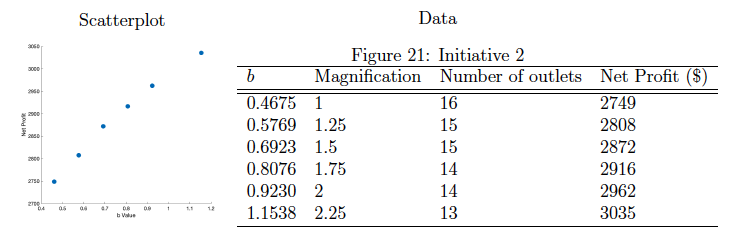 Scatterplot
Data
Figure 21: Initiative 2
b Magnification Number of outlets Net Profit ($)
0.4675 1 16 2749
0.5769 1.25 15 2808
0.6923 1.5 15 2872
0.8076 1.75 14 2916
0.9230 2 14 2962
1.1538 2.25 13 3035
3050
3000
2950
2900
2850
2800
2750
2700
Net Profit
0.4 0.5 0.6 0.7 0.8 0.9 1 1.1 1.2
b Value